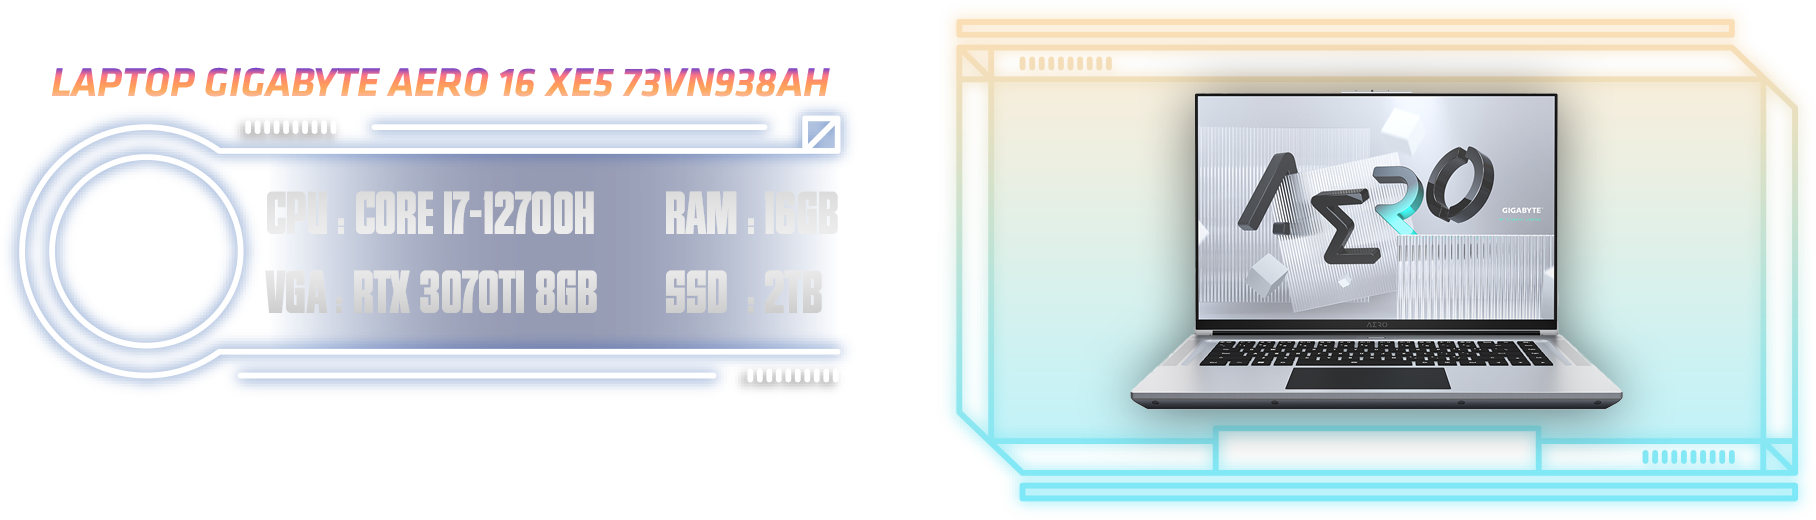 LAPTOP GIGABYTE AERO 16 XE5 73VN938AH
CPU : CORE I7-12700H RAM : 16GB
VGA : RTX 3070TI 8GB SSD : 2TB
AERO
GIGABYTE
AERO